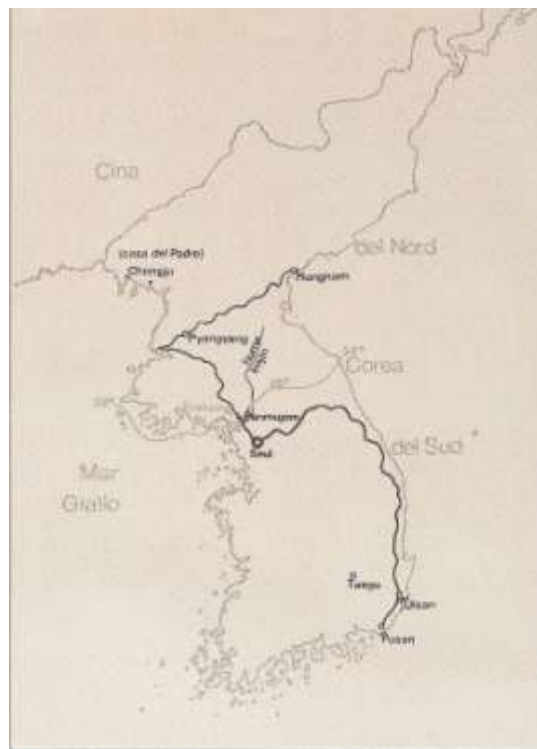 Cina
(casa del Padre)
Chongju
del Nord
Hungnam
Pyongyang
38°
Corea
Panmunjom
Seul
del Sud
Mar
Giallo
Taegu
Ulsan
Pusan